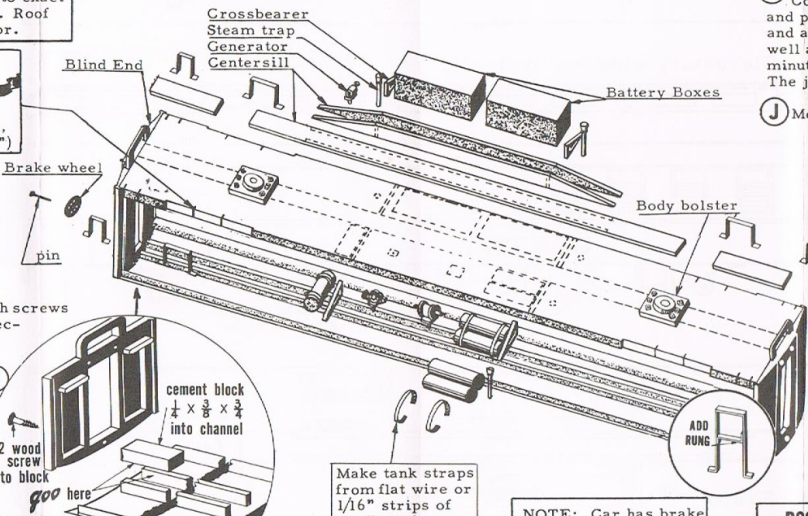 . Roof
or.
Blind End
Crossbearer
Steam trap
Generator
Centersill
Battery Boxes
and p
and a
well a
minut
The j
J
Brake wheel
pin
Body bolster
h screws
ec-
cement block
1/4 x 3/8 x 3/4
into channel
2 wood
screw
to block
goo here
Make tank straps
from flat wire or
1/16" strips of
ADD
RUNG
NOTE: Car has brake